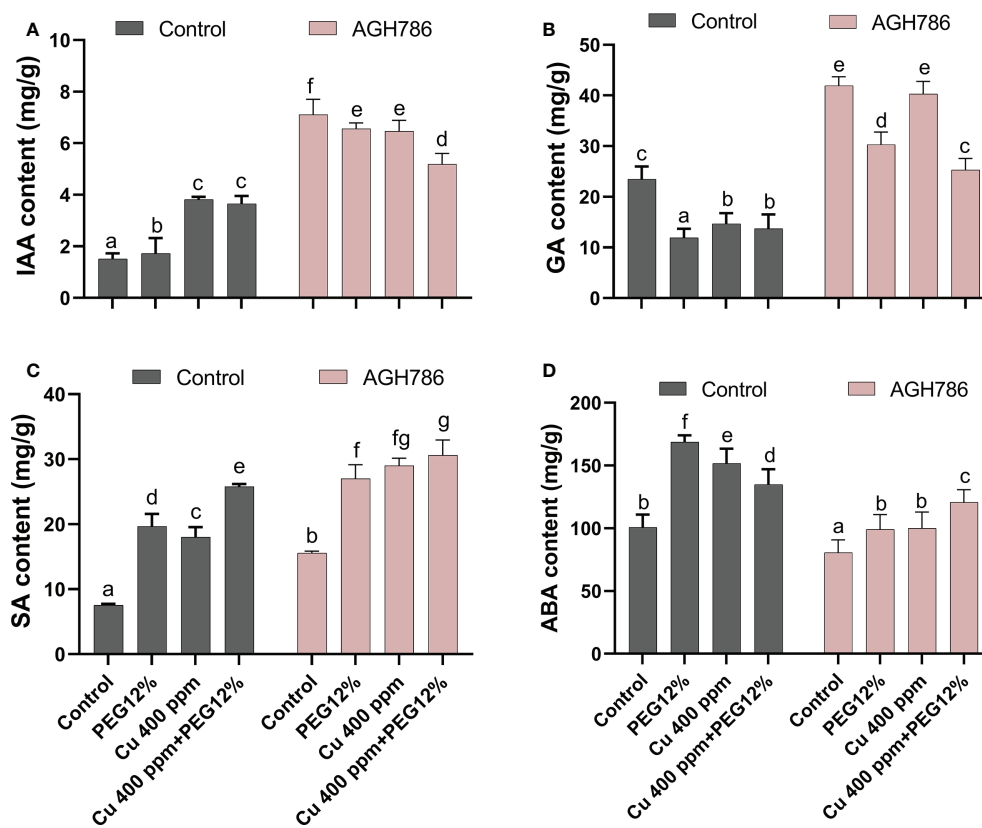 A
Control
AGH786
IAA content (mg/g)
10
8
6
4
2
0
a
b
c
c
f
e
e
d
B
Control
AGH786
GA content (mg/g)
50
40
30
20
10
0
c
a
b
b
e
d
e
c
C
Control
AGH786
SA content (mg/g)
40
30
20
10
0
a
d
c
e
b
f
fg
g
Control
PEG12%
Cu 400 ppm
Cu 400 ppm+PEG12%
Control
PEG12%
Cu 400 ppm
Cu 400 ppm+PEG12%
D
Control
AGH786
ABA content (mg/g)
200
150
100
50
0
b
f
e
d
a
b
b
c
Control
PEG12%
Cu 400 ppm
Cu 400 ppm+PEG12%
Control
PEG12%
Cu 400 ppm
Cu 400 ppm+PEG12%